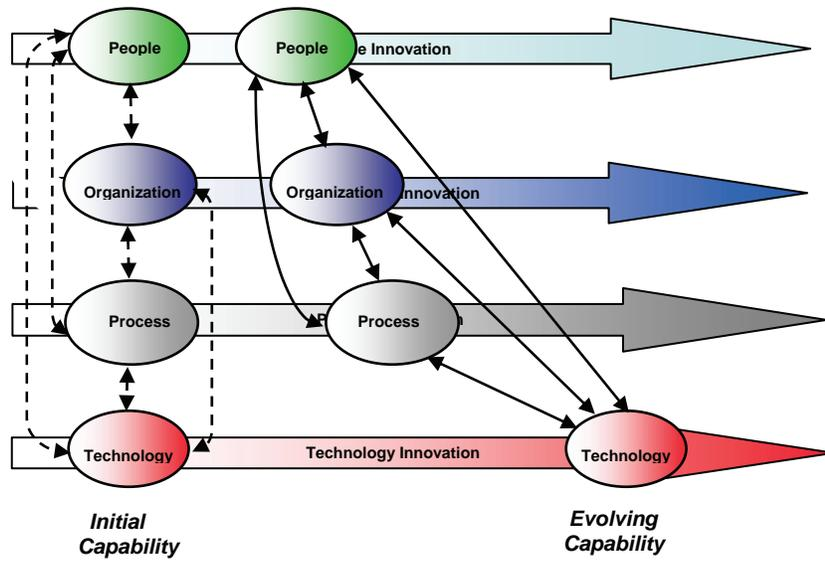 People
People
e Innovation
Organization
Organization
nnovation
Process
P
Process
n
Technology
Technology Innovation
Technology
Initial
Capability
Evolving
Capability